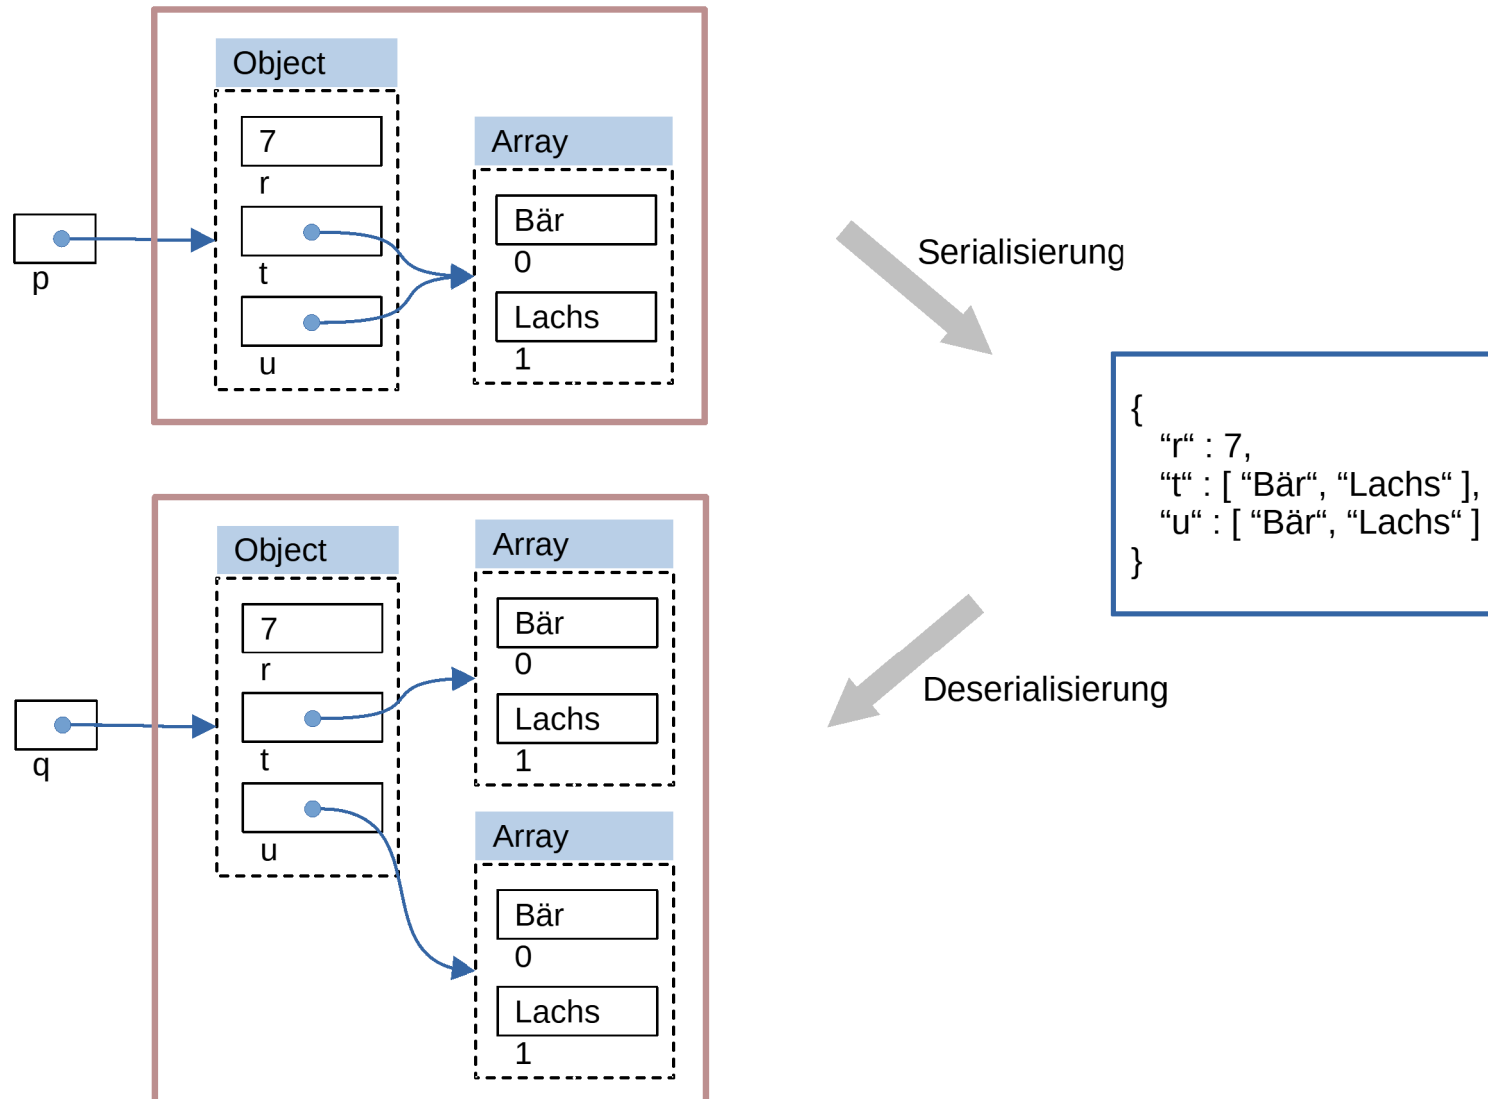 Object
7
r
t
u
p
Array
Bär
0
Lachs
1
Serialisierung
{
“r“ : 7,
“t“ : [ “Bär“, “Lachs“ ],
“u“ : [ “Bär“, “Lachs“ ]
}
Deserialisierung
Object
7
r
t
u
q
Array
Bär
0
Lachs
1
Array
Bär
0
Lachs
1